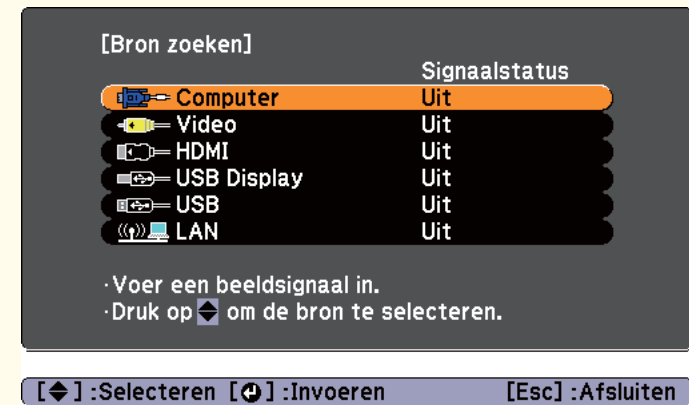 [Bron zoeken]
Signaalstatus
Computer Uit
Video Uit
HDMI Uit
USB Display Uit
USB Uit
LAN Uit
·Voer een beeldsignaal in.
·Druk op om de bron te selecteren.
[ ] :Selecteren [ ] :Invoeren [Esc] :Afsluiten